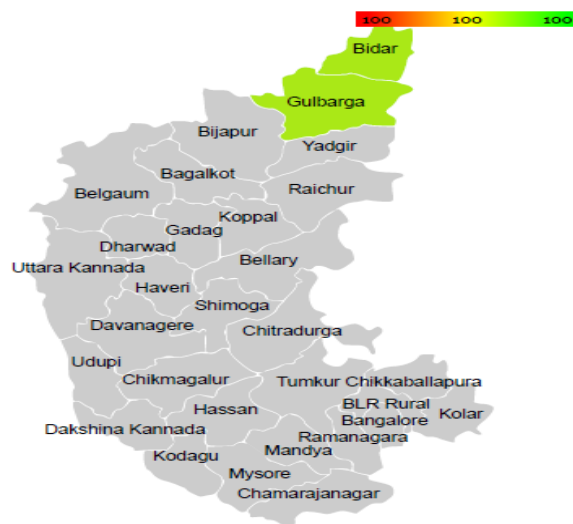 100 100 100
Bidar
Gulbarga
Bijapur
Yadgir
Bagalkot
Belgaum
Raichur
Koppal
Gadag
Dharwad
Bellary
Uttara Kannada
Haveri
Shimoga
Davanagere
Chitradurga
Udupi
Chikmagalur
Tumkur Chikkaballapura
BLR Rural
Hassan
Bangalore
Kolar
Dakshina Kannada
Ramanagara
Mandya
Kodagu
Mysore
Chamarajanagar